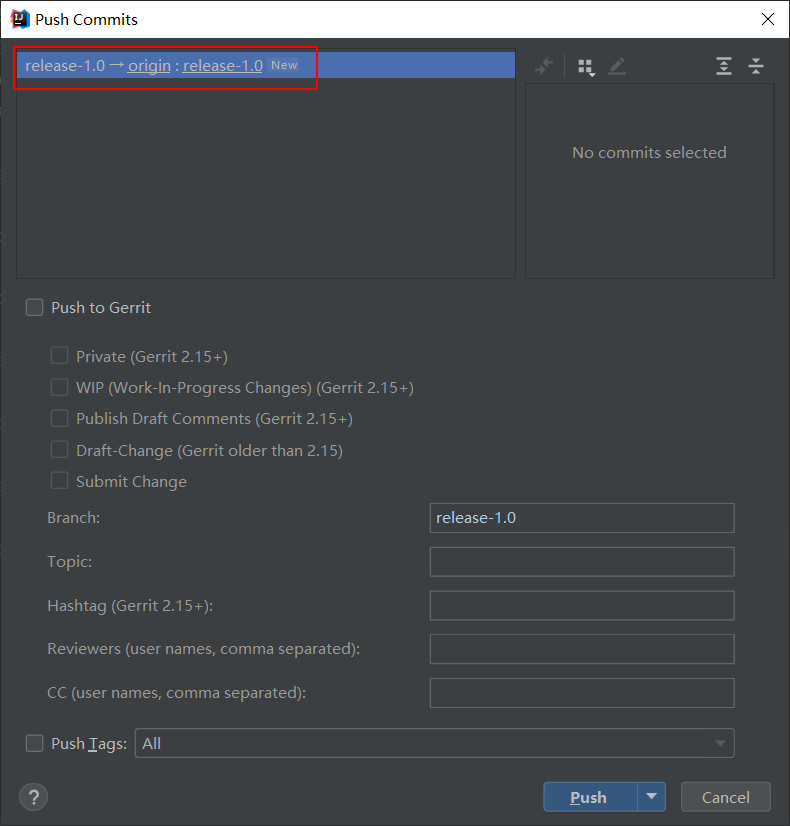 Push Commits
release-1.0 → origin : release-1.0 New
No commits selected
Push to Gerrit
Private (Gerrit 2.15+)
WIP (Work-In-Progress Changes) (Gerrit 2.15+)
Publish Draft Comments (Gerrit 2.15+)
Draft-Change (Gerrit older than 2.15)
Submit Change
Branch: release-1.0
Topic:
Hashtag (Gerrit 2.15+):
Reviewers (user names, comma separated):
CC (user names, comma separated):
Push Tags: All
? Push Cancel